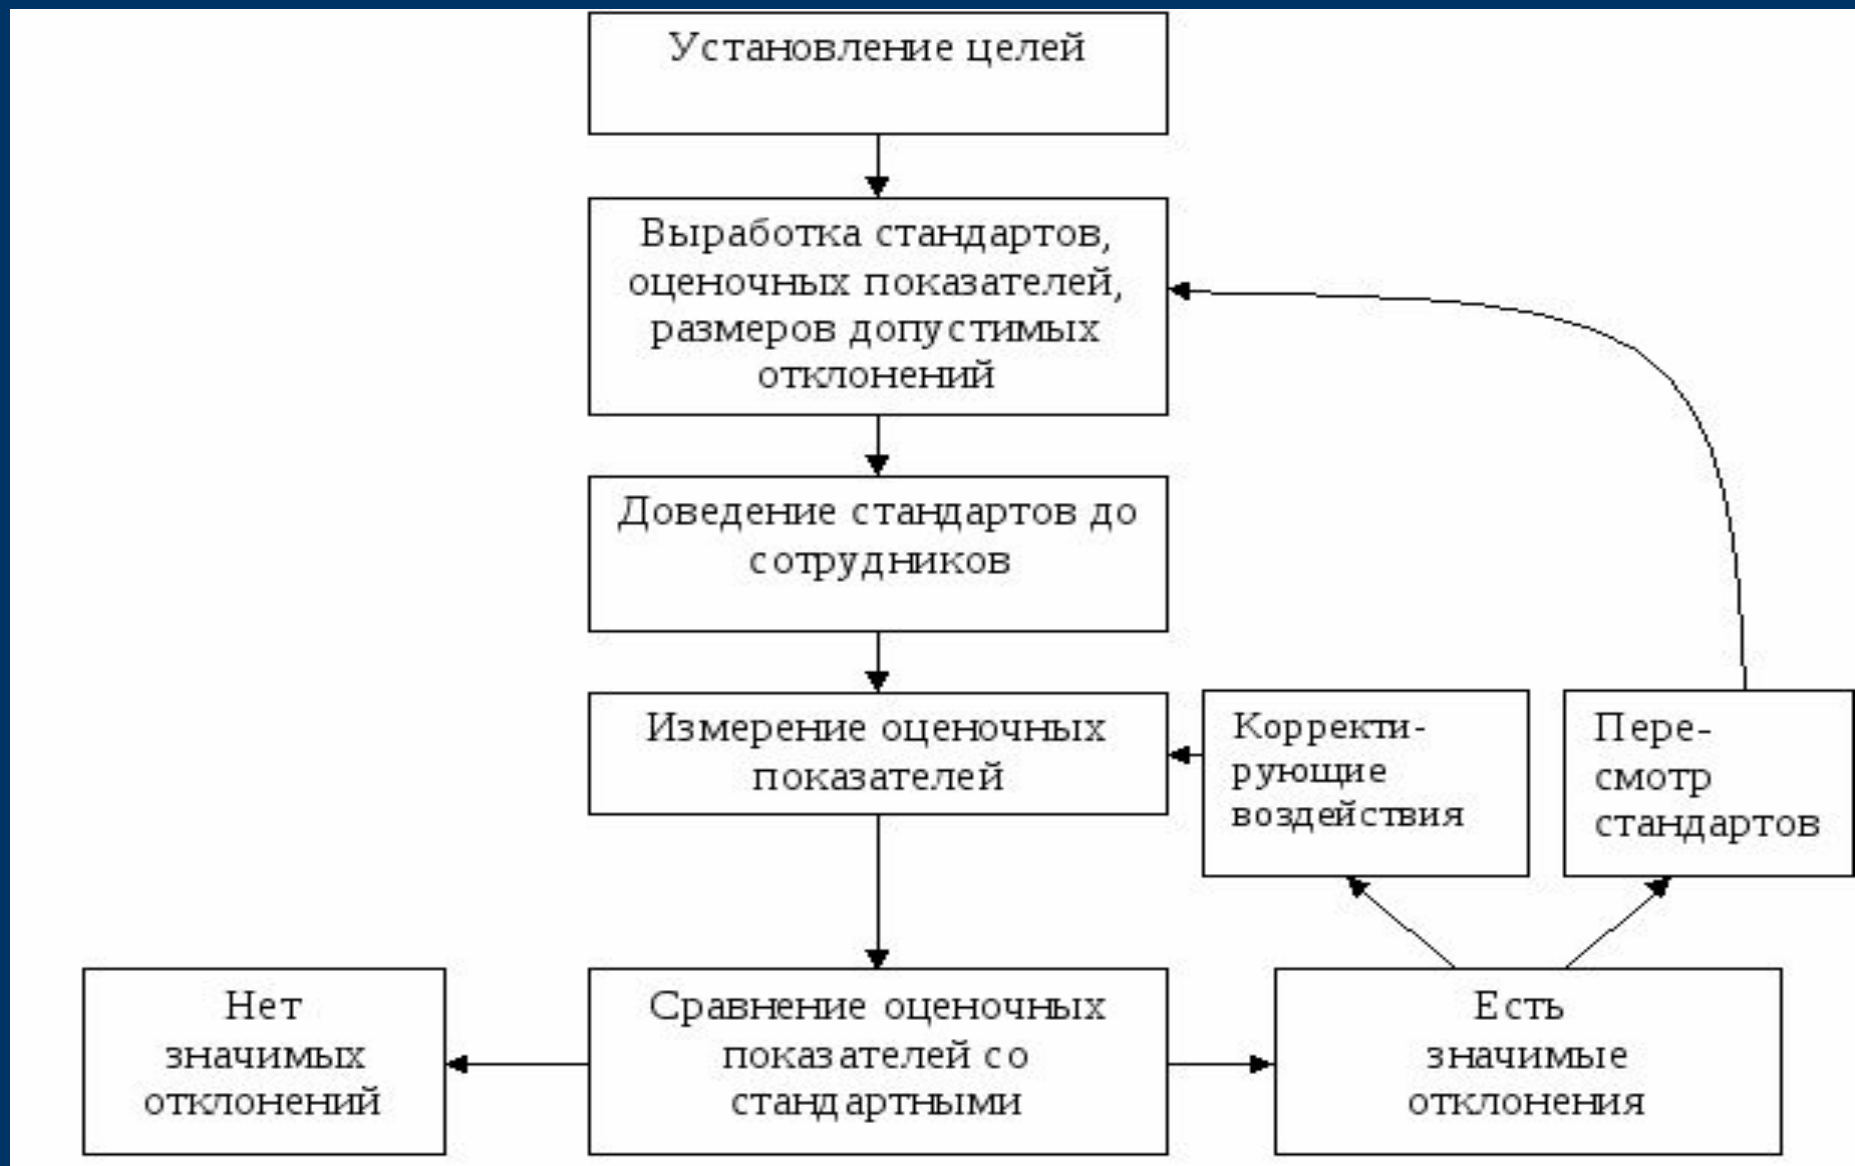 Установление целей
Выработка стандартов,
оценочных показателей,
размеров допустимых
отклонений
Доведение стандартов до
сотрудников
Измерение оценочных
показателей
Корректи-
рующие
воздействия
Пере-
смотр
стандартов
Нет
значимых
отклонений
Сравнение оценочных
показателей со
стандартными
Есть
значимые
отклонения